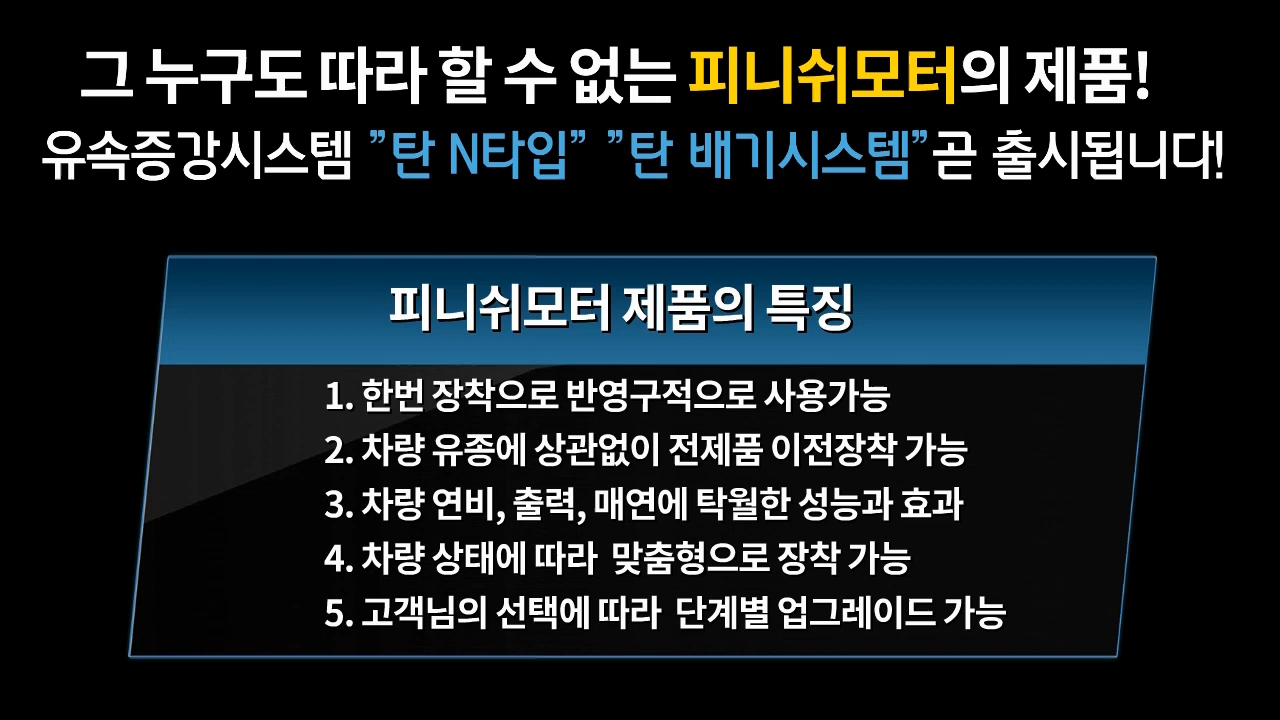 그 누구도 따라 할 수 없는 피니쉬모터의 제품!
유속증강시스템 ”탄 N타입” ”탄 배기시스템”곧 출시됩니다!
피니쉬모터 제품의 특징
1. 한번 장착으로 반영구적으로 사용가능
2. 차량 유종에 상관없이 전제품 이전장착 가능
3. 차량 연비, 출력, 매연에 탁월한 성능과 효과
4. 차량 상태에 따라 맞춤형으로 장착 가능
5. 고객님의 선택에 따라 단계별 업그레이드 가능